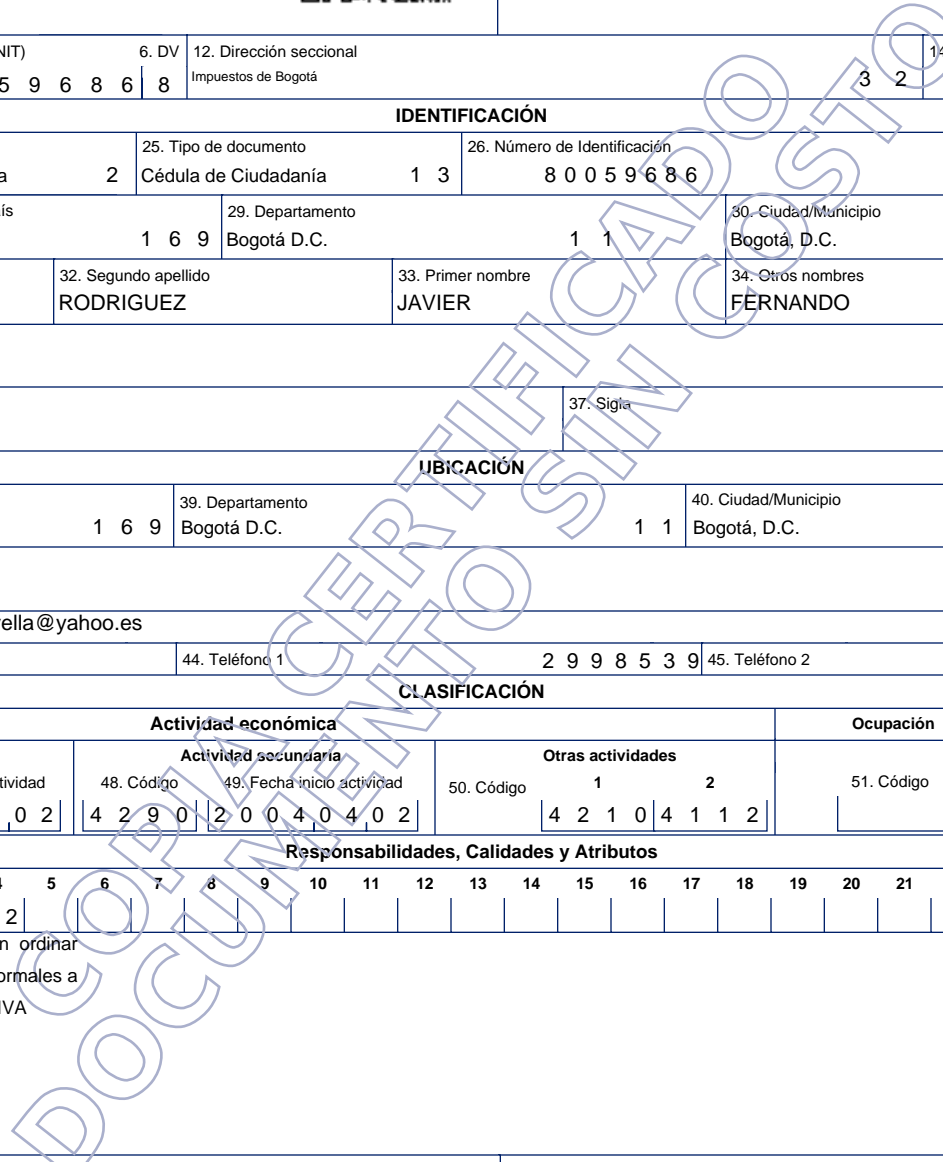 NIT) 6. DV 12. Dirección seccional 14
5 9 6 8 6 8 Impuestos de Bogotá 3 2
IDENTIFICACIÓN
25. Tipo de documento 26. Número de Identificación
a 2 Cédula de Ciudadanía 1 3 8 0 0 5 9 6 8 6
ís 29. Departamento 30. Ciudad/Municipio
1 6 9 Bogotá D.C. 1 1 Bogotá, D.C.
32. Segundo apellido 33. Primer nombre 34. Otros nombres
RODRIGUEZ JAVIER FERNANDO
37. Sigla
UBICACIÓN
39. Departamento 40. Ciudad/Municipio
1 6 9 Bogotá D.C. 1 1 Bogotá, D.C.
ella@yahoo.es
44. Teléfono 1 2 9 9 8 5 3 9 45. Teléfono 2
CLASIFICACIÓN
Actividad económica Ocupación
Actividad secundaria Otras actividades
tividad 48. Código 49. Fecha inicio actividad 50. Código 1 2 51. Código
0 2 4 2 9 0 2 0 0 4 0 4 0 2 4 2 1 0 4 1 1 2
Responsabilidades, Calidades y Atributos
5 6 7 8 9 10 11 12 13 14 15 16 17 18 19 20 21
2
n ordinar
ormales a
IVA
COPIA CERTIFICADO
DOCUMENTO SIN COSTO